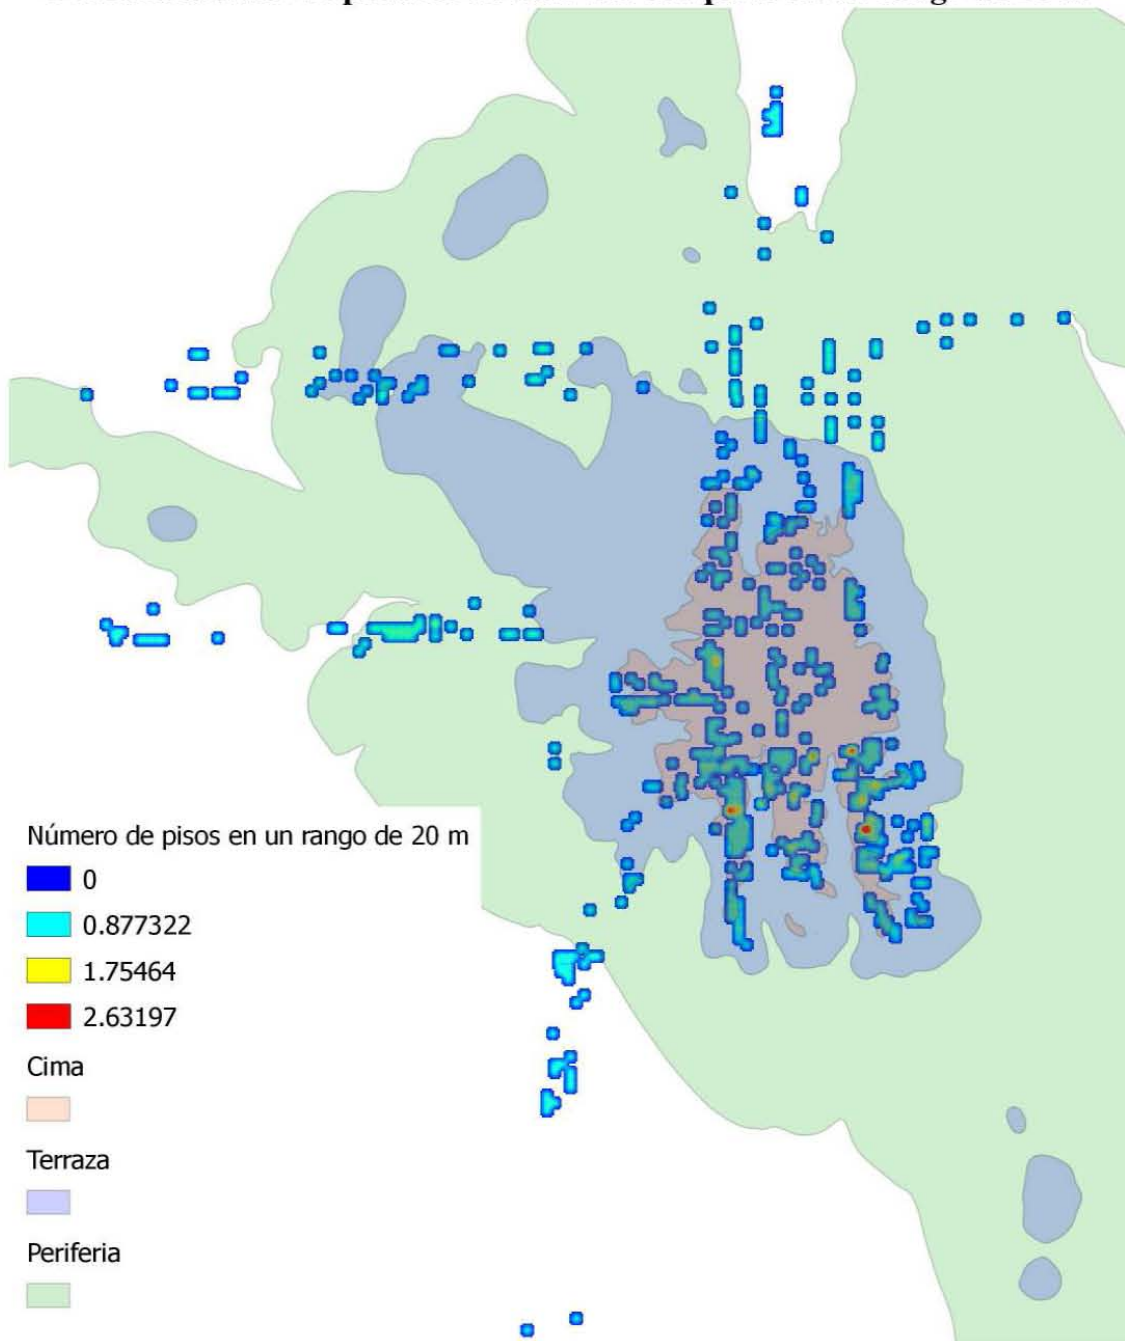 Número de pisos en un rango de 20 m
0
0.877322
1.75464
2.63197
Cima
Terraza
Periferia